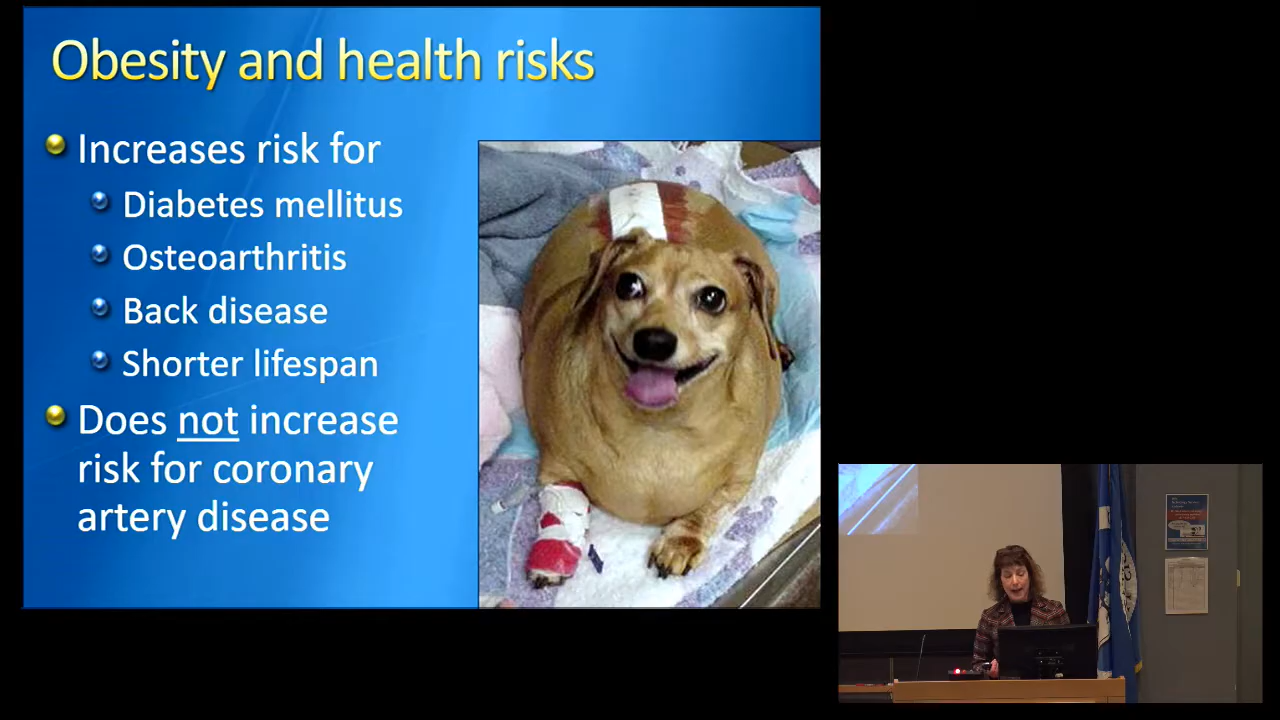 Obesity and health risks
Increases risk for
Diabetes mellitus
Osteoarthritis
Back disease
Shorter lifespan
Does not increase
risk for coronary
artery disease